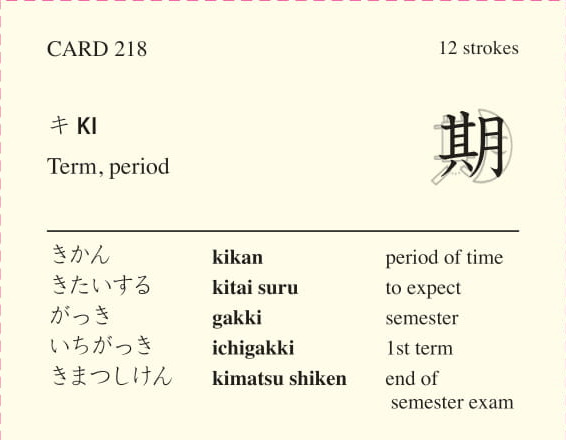 CARD 218 12 strokes
キ KI
期
Term, period
きかん kikan period of time
きたいする kitai suru to expect
がっき gakki semester
いちがっき ichigakki 1st term
きまつしけん kimatsu shiken end of
semester exam